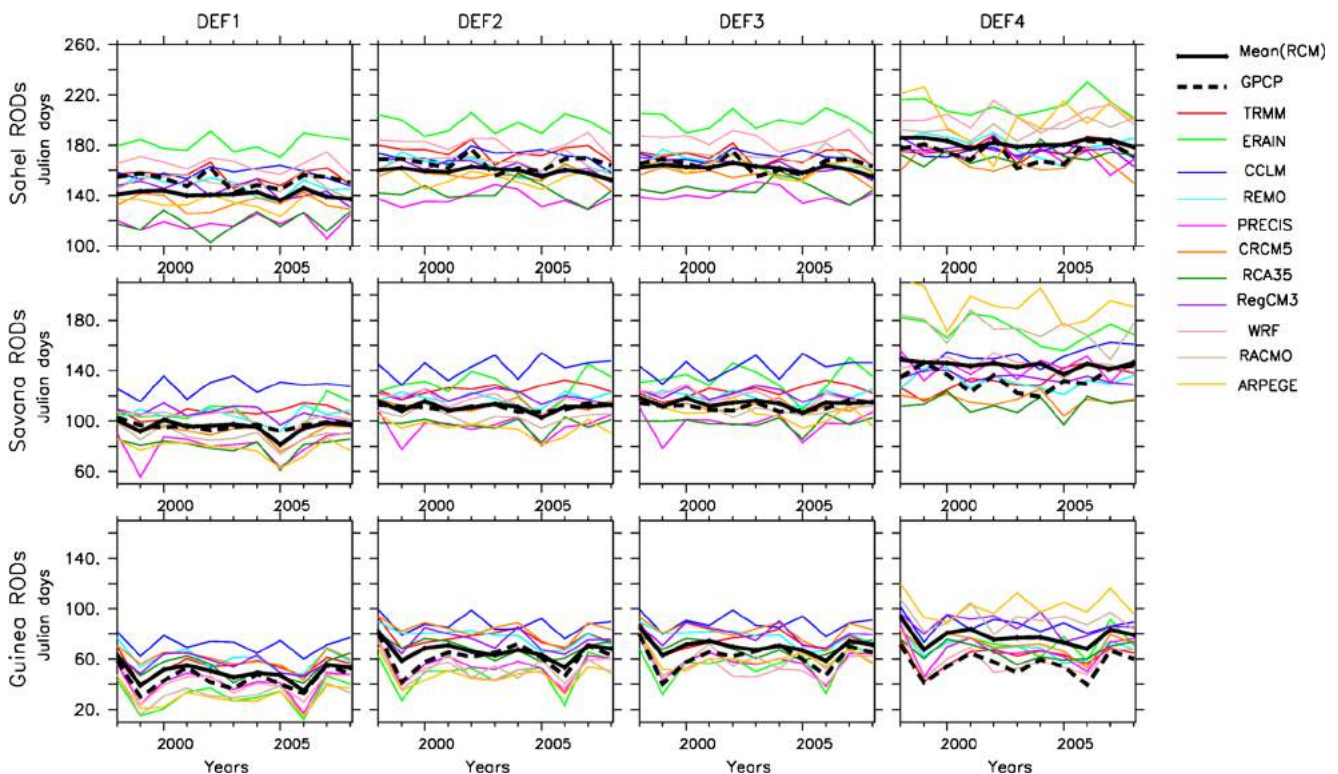 DEF1 DEF2 DEF3 DEF4
Sahel RODs
Julian days
260.
220.
180.
140.
100.
2000 2005 2000 2005 2000 2005 2000 2005
Savana RODs
Julian days
180.
140.
100.
60.
2000 2005 2000 2005 2000 2005 2000 2005
Guinea RODs
Julian days
140.
100.
60.
20.
2000 2005 2000 2005 2000 2005 2000 2005
Years Years Years Years
Mean(RCM)
GPCP
TRMM
ERAIN
CCLM
REMO
PRECIS
CRCM5
RCA35
RegCM3
WRF
RACMO
ARPEGE